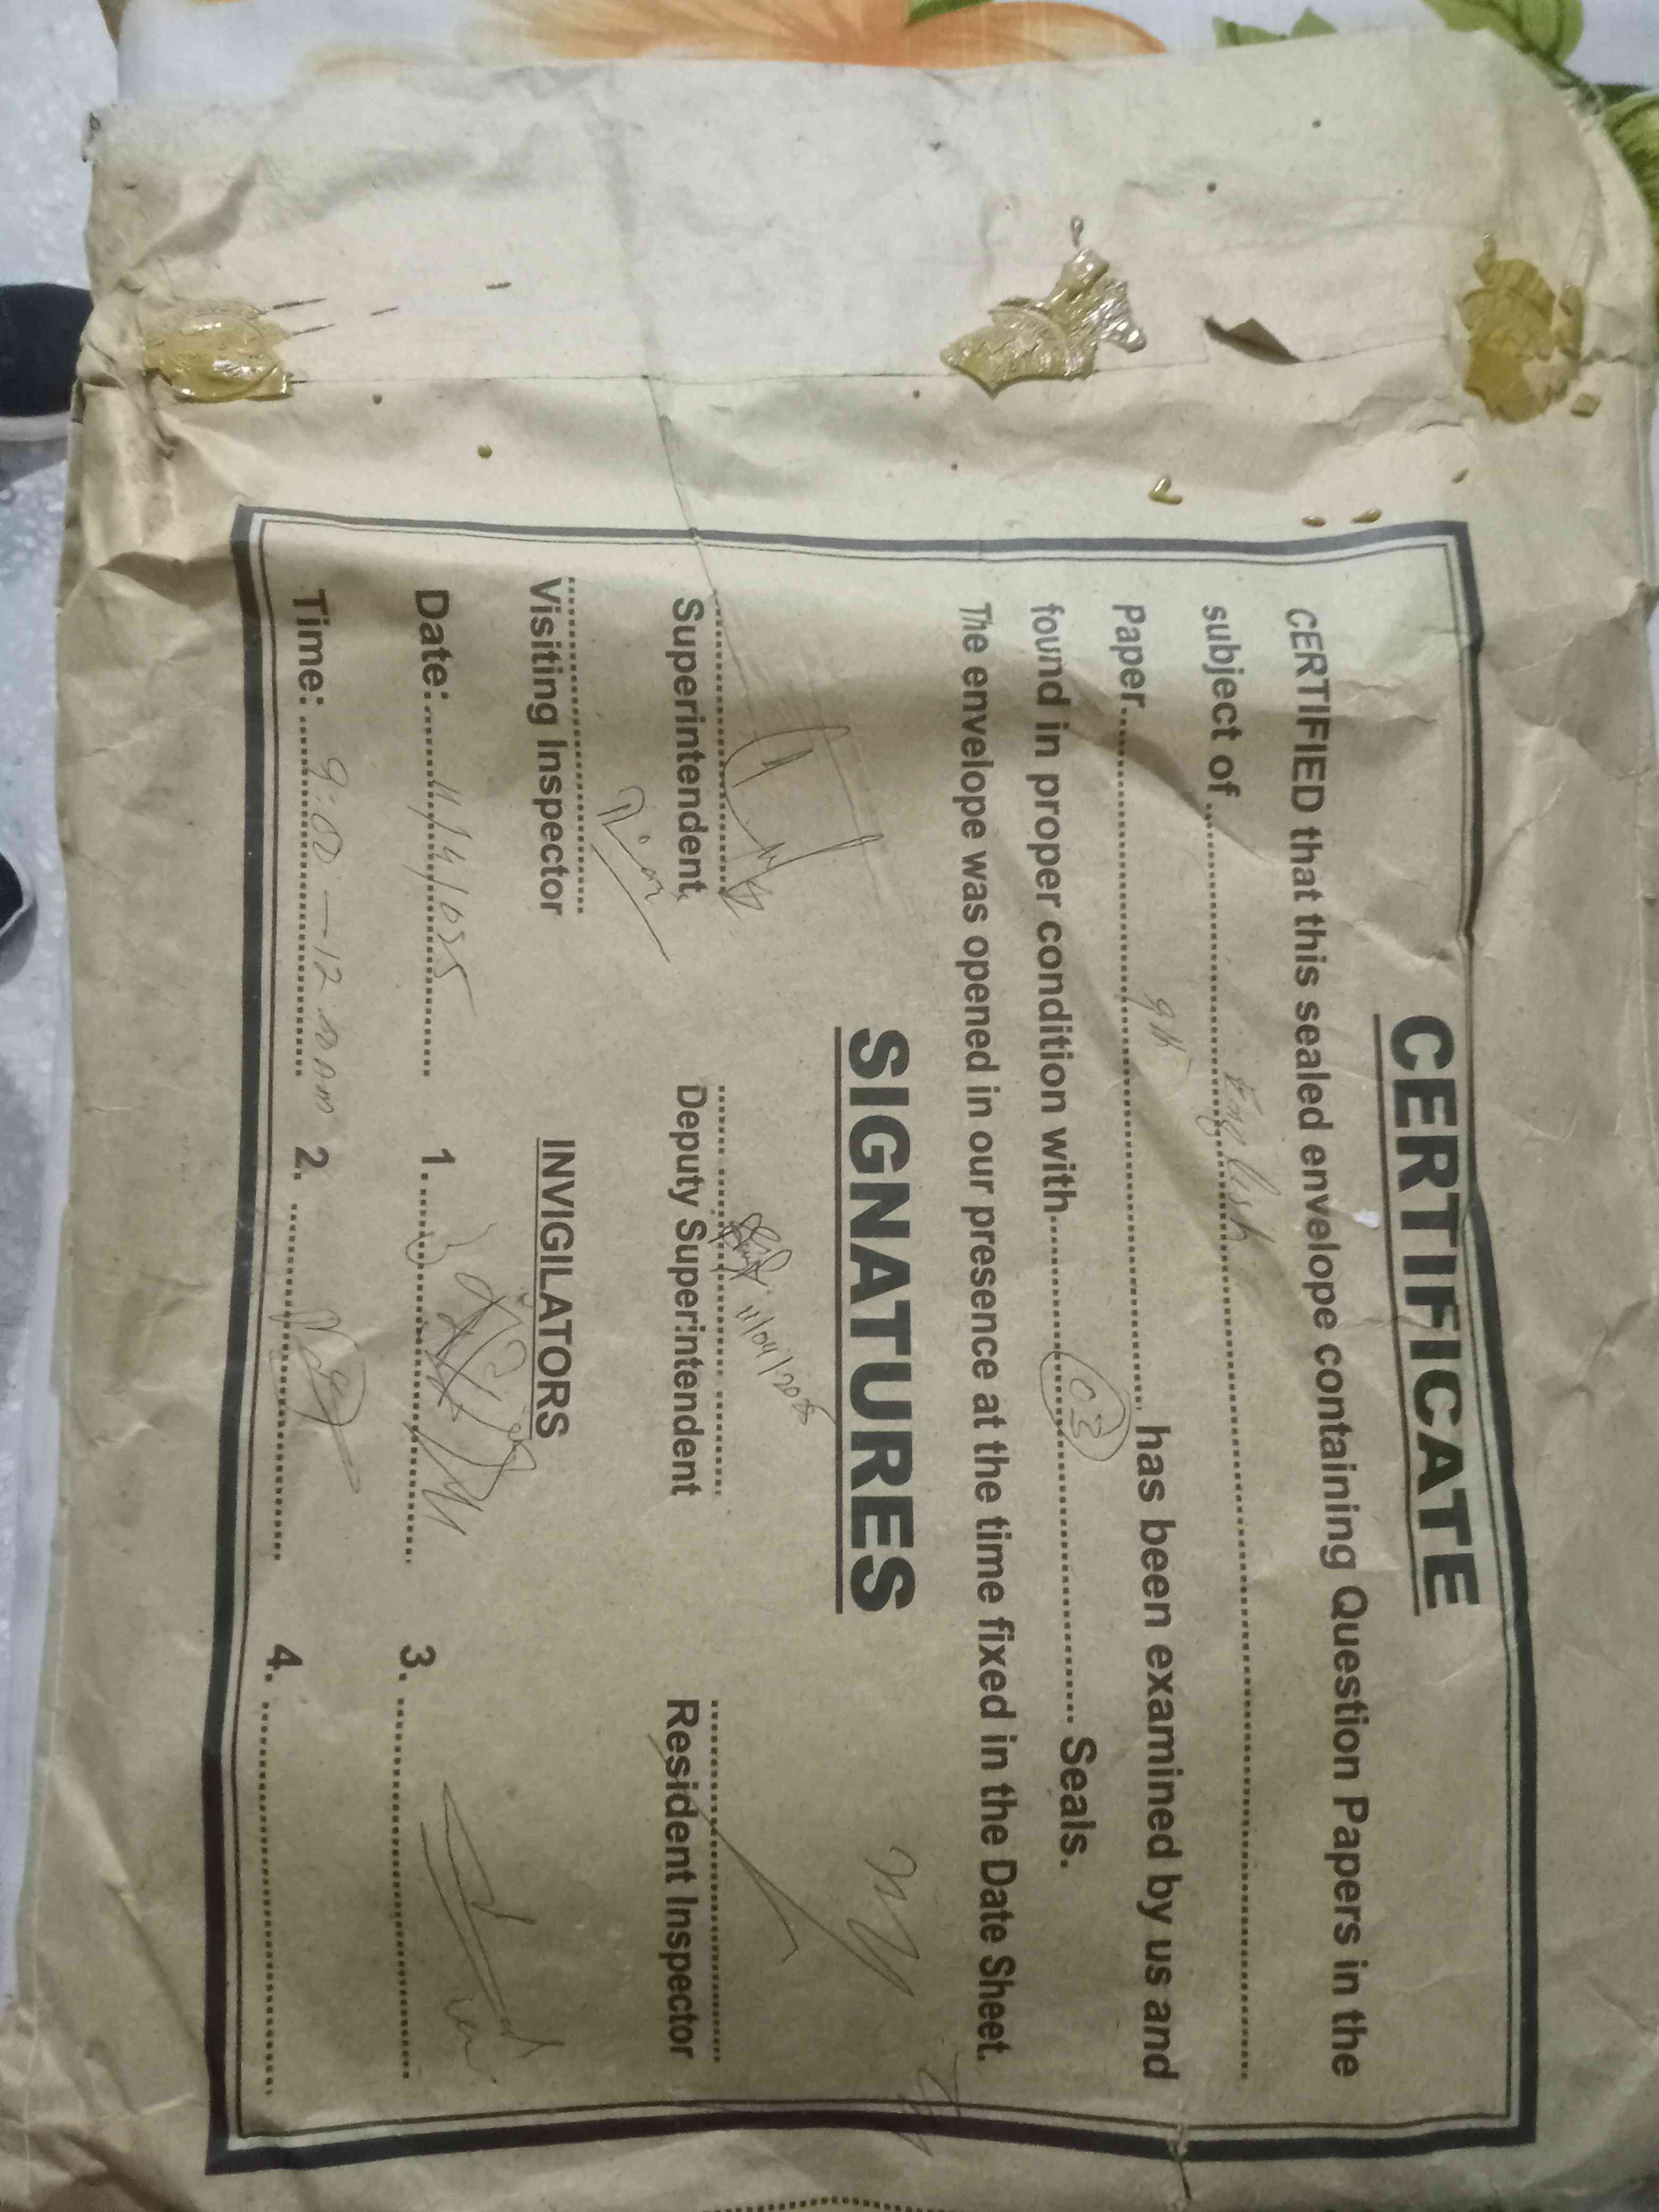 CERTIFICATE
CERTIFIED that this sealed envelope containing Question Papers in the
subject of.......... English ..........
Paper.......... 9th .......... has been examined by us and
found in proper condition with.......... 03 .......... Seals.
The envelope was opened in our presence at the time fixed in the Date Sheet.
SIGNATURES
11/04/2025
Superintendent, Deputy Superintendent Resident Inspector
Visiting Inspector INVIGILATORS
Date: .......... 1. .......... 3. ..........
Time: 9:00 – 12 2. .......... 4. ..........